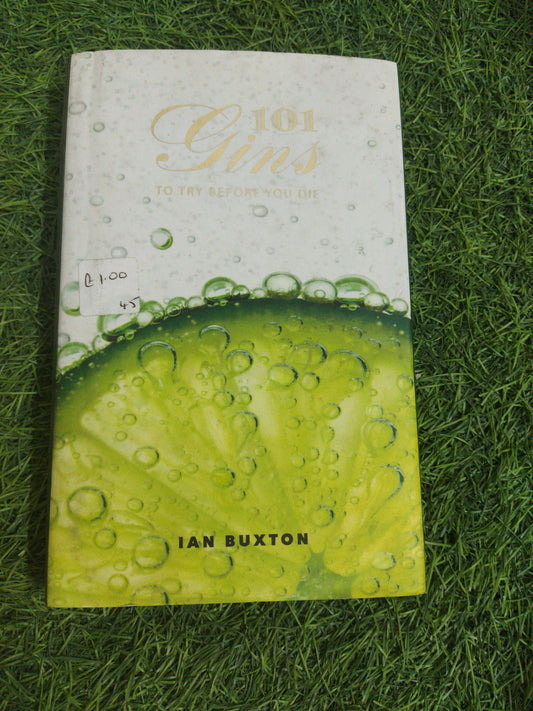 101
Gins
TO TRY BEFORE YOU DIE
£1.00
45
IAN BUXTON